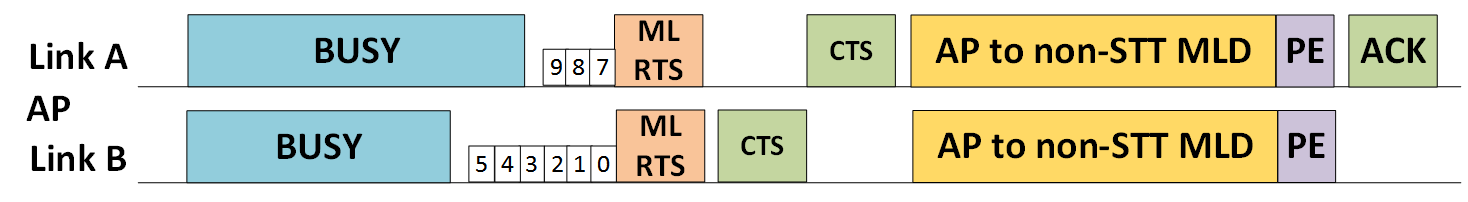 Link A BUSY 9 8 7 ML RTS CTS AP to non-STT MLD PE ACK
AP
Link B BUSY 5 4 3 2 1 0 ML RTS CTS AP to non-STT MLD PE